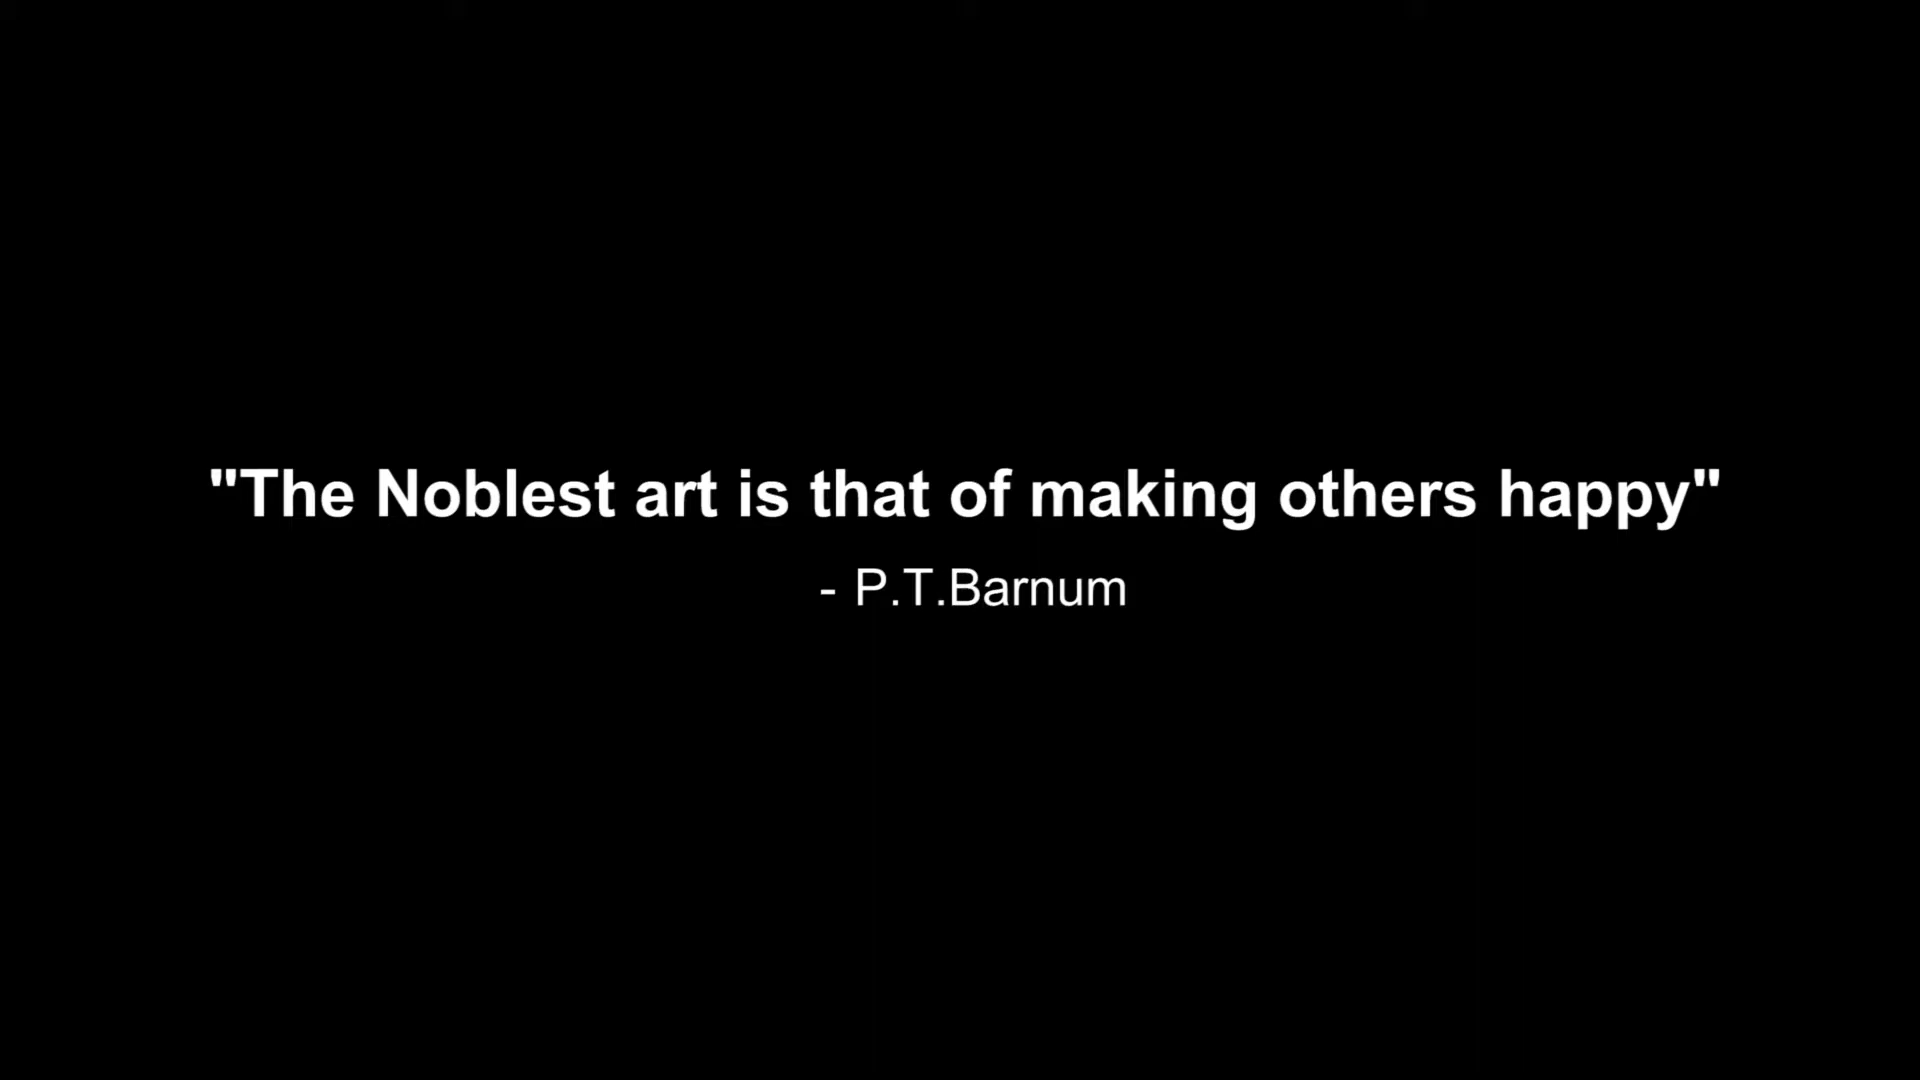 "The Noblest art is that of making others happy"
- P.T.Barnum